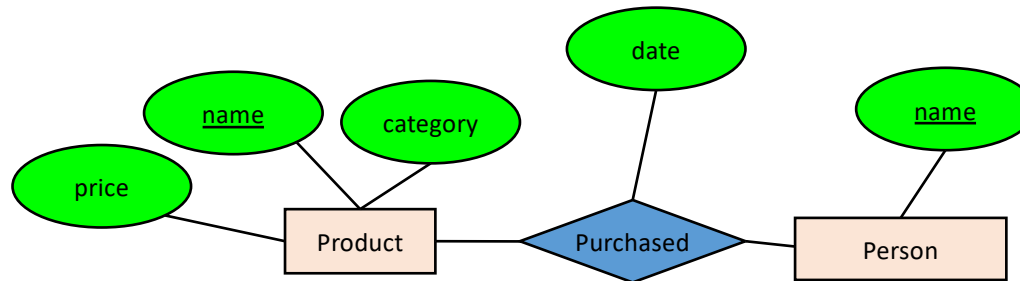 date
name
name
category
price
Product
Purchased
Person